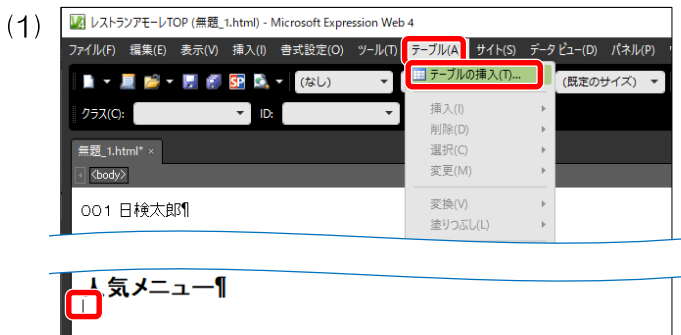 (1)
レストランアモーレTOP (無題_1.html) - Microsoft Expression Web 4
ファイル(F) 編集(E) 表示(V) 挿入(I) 書式設定(O) ツール(T) テーブル(A) サイト(S) データ ビュー(D) パネル(P)
SP (なし) (既定のサイズ)
テーブルの挿入(T)...
クラス(C): ID:
挿入(I)
削除(D)
選択(C)
変更(M)
変換(V)
塗りつぶし(L)
無題_1.html* ×
<body>
001 日検太郎¶
人気メニュー¶